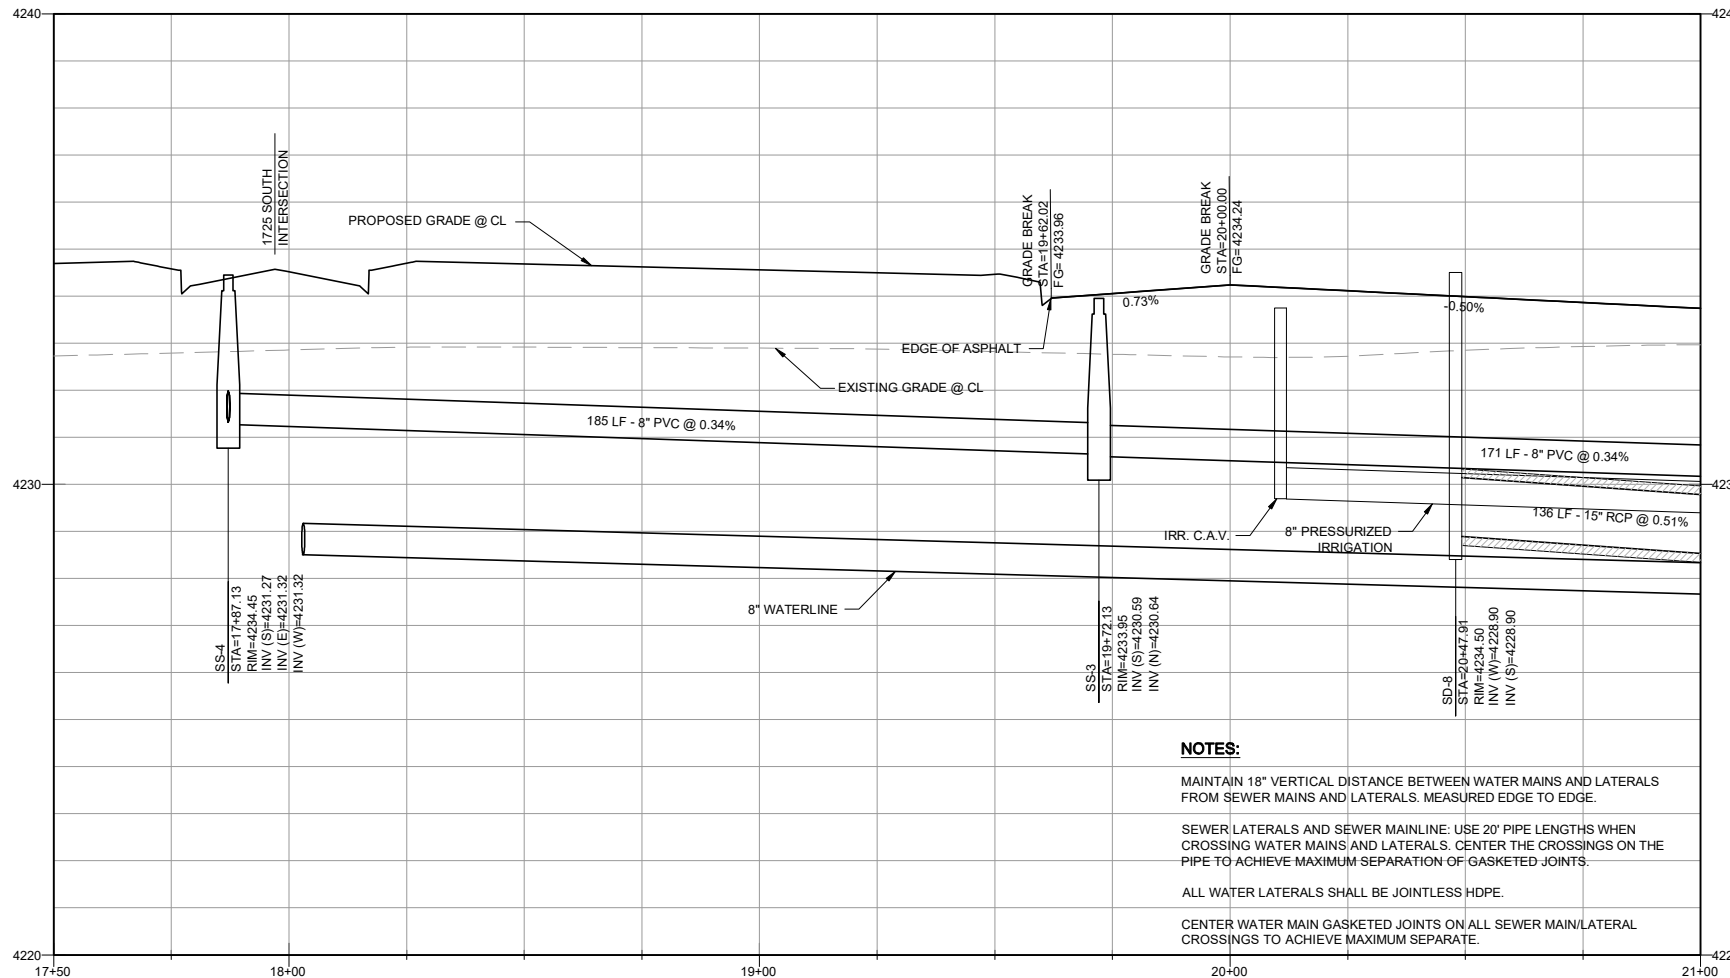 4240
424
1725 SOUTH
INTERSECTION
PROPOSED GRADE @ CL
GRADE BREAK
STA=19+62.02
FG= 4233.96
GRADE BREAK
STA=20+00.00
FG= 4234.24
0.73%
-0.50%
EDGE OF ASPHALT
EXISTING GRADE @ CL
185 LF - 8" PVC @ 0.34%
171 LF - 8" PVC @ 0.34%
4230
423
136 LF - 15" RCP @ 0.51%
IRR. C.A.V.
8" PRESSURIZED
IRRIGATION
8" WATERLINE
SS-4
STA=17+87.13
RIM=4234.45
INV (S)=4231.27
INV (E)=4231.32
INV (W)=4231.32
SS-3
STA=19+72.13
RIM=4233.95
INV (S)=4230.59
INV (N)=4230.64
SD-8
STA=20+47.91
RIM=4234.50
INV (W)=4228.90
INV (S)=4228.90
NOTES:
MAINTAIN 18" VERTICAL DISTANCE BETWEEN WATER MAINS AND LATERALS
FROM SEWER MAINS AND LATERALS. MEASURED EDGE TO EDGE.
SEWER LATERALS AND SEWER MAINLINE: USE 20' PIPE LENGTHS WHEN
CROSSING WATER MAINS AND LATERALS. CENTER THE CROSSINGS ON THE
PIPE TO ACHIEVE MAXIMUM SEPARATION OF GASKETED JOINTS.
ALL WATER LATERALS SHALL BE JOINTLESS HDPE.
CENTER WATER MAIN GASKETED JOINTS ON ALL SEWER MAIN/LATERAL
CROSSINGS TO ACHIEVE MAXIMUM SEPARATE.
4220
422
17+50
18+00
19+00
20+00
21+00